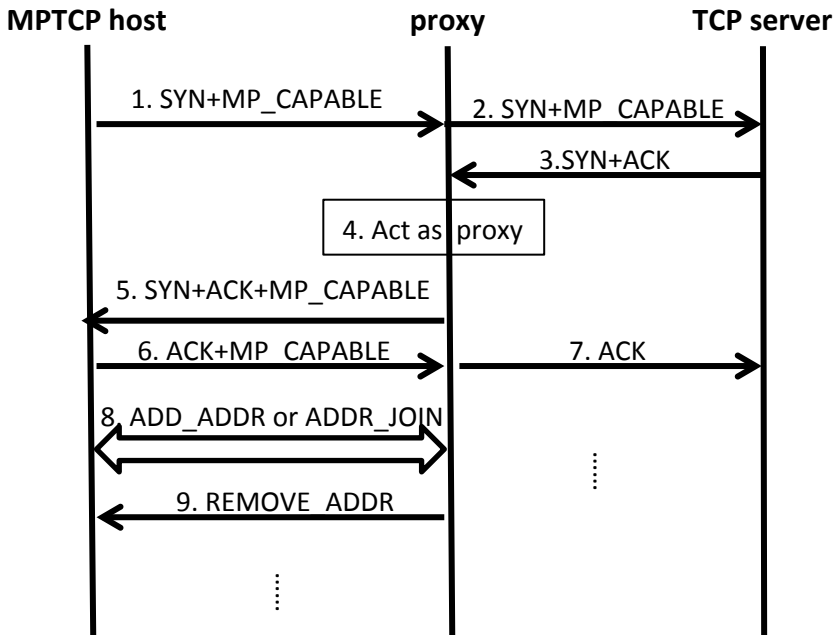 MPTCP host proxy TCP server
1. SYN+MP_CAPABLE
2. SYN+MP_CAPABLE
3.SYN+ACK
4. Act as proxy
5. SYN+ACK+MP_CAPABLE
6. ACK+MP_CAPABLE
7. ACK
8. ADD_ADDR or ADDR_JOIN
9. REMOVE_ADDR